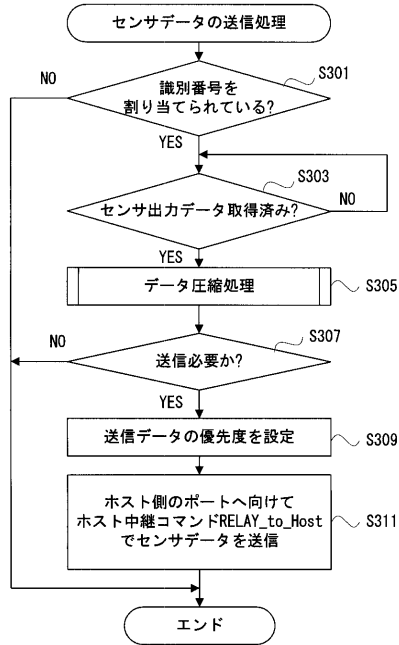 センサデータの送信処理
NO
S301
識別番号を
割り当てられている?
YES
S303
センサ出力データ取得済み?
NO
YES
データ圧縮処理
S305
NO
S307
送信必要か?
YES
送信データの優先度を設定
S309
ホスト側のポートへ向けて
ホスト中継コマンドRELAY_to_Host
でセンサデータを送信
S311
エンド